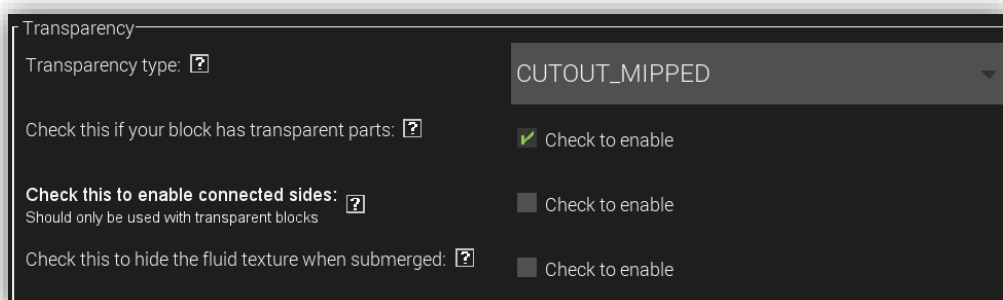 Transparency
Transparency type: [?]
CUTOUT_MIPPED
Check this if your block has transparent parts: [?]
Check to enable
Check this to enable connected sides: [?]
Should only be used with transparent blocks
Check to enable
Check this to hide the fluid texture when submerged: [?]
Check to enable